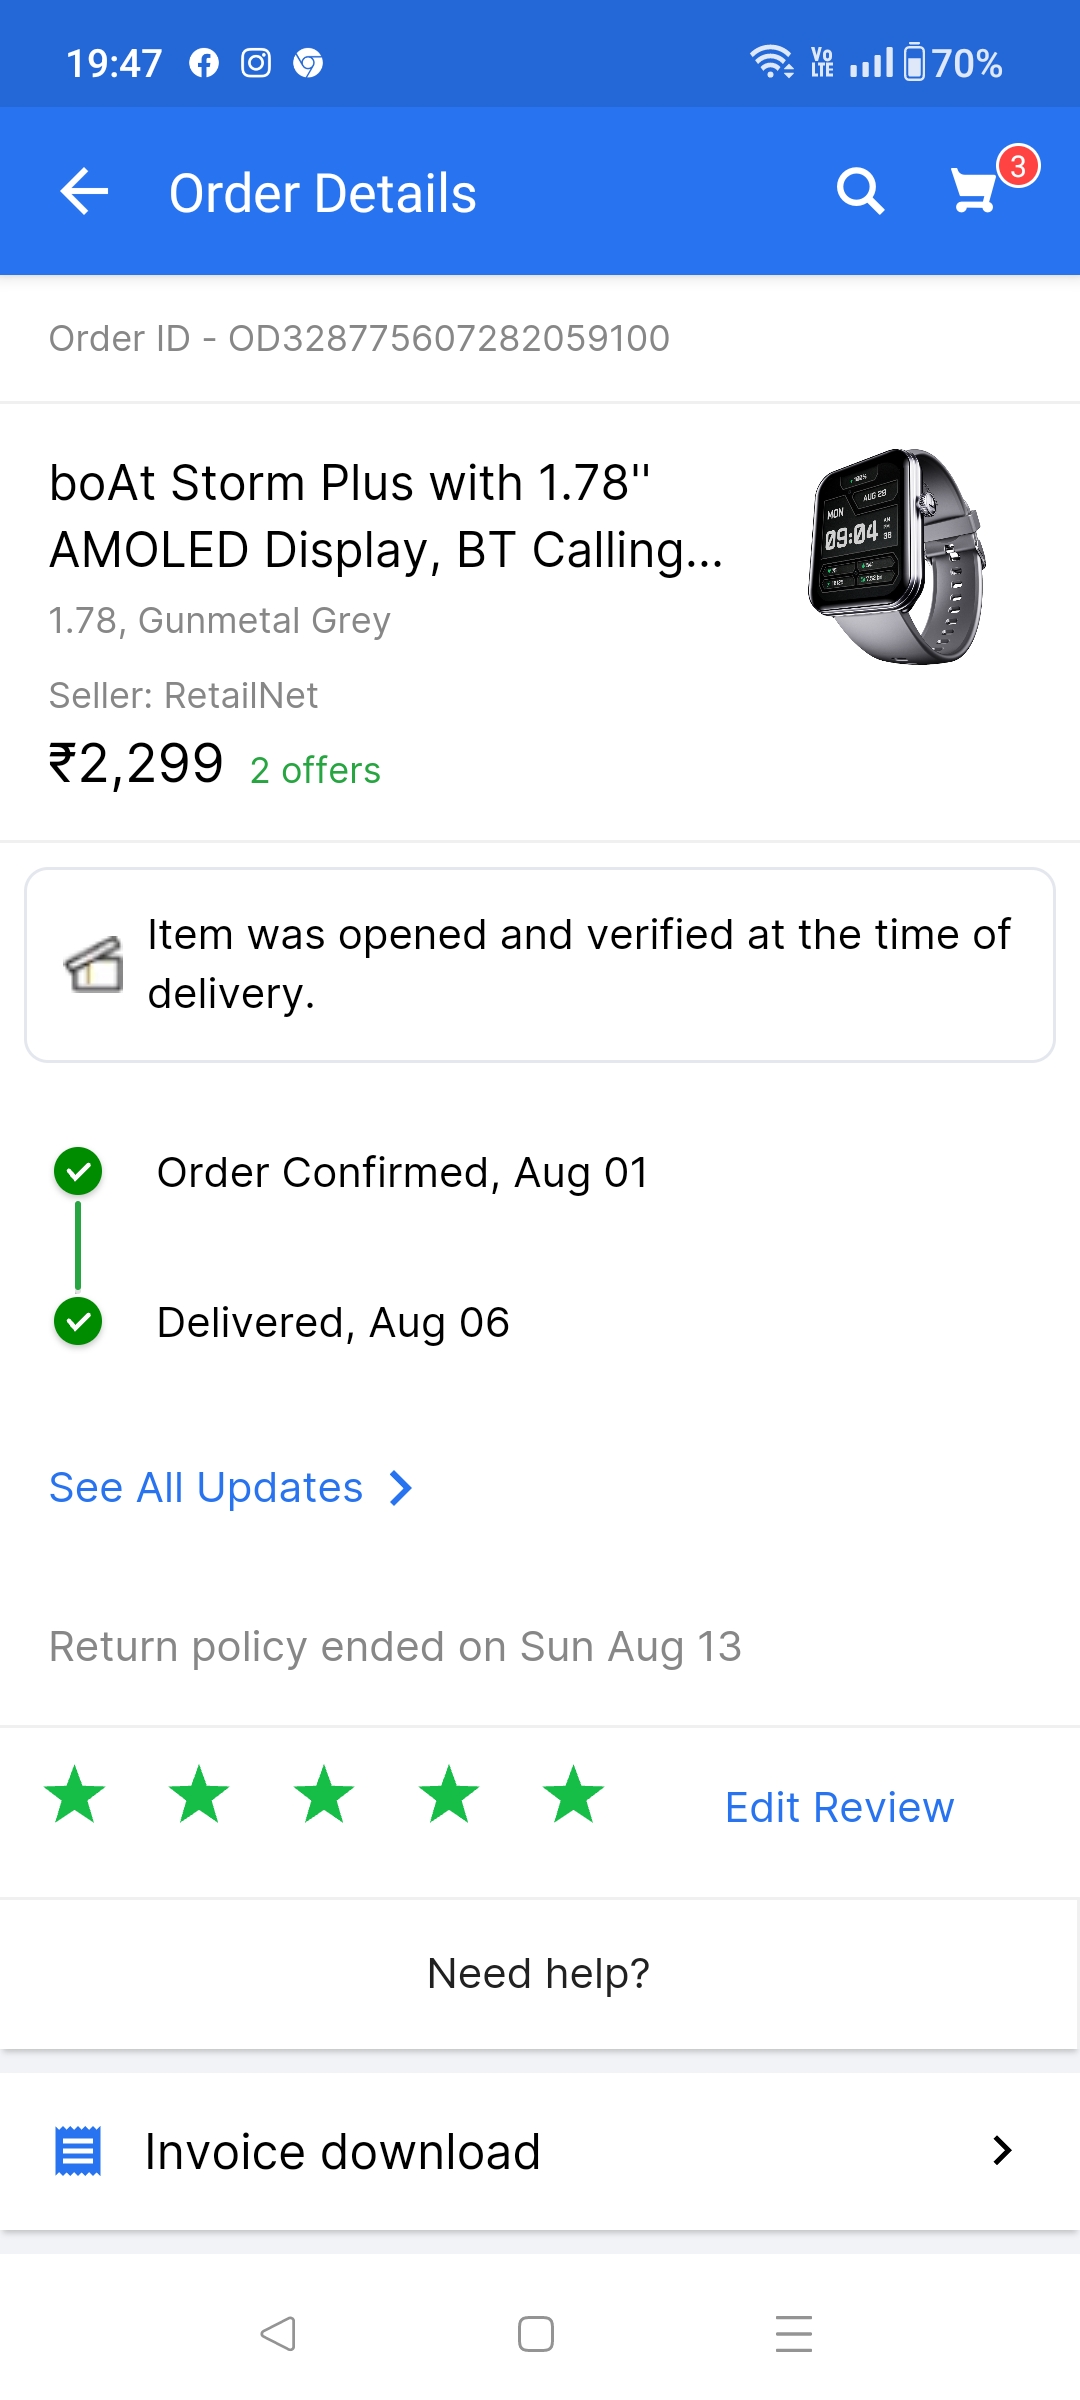 19:47 VoLTE 70%
Order Details 3
Order ID - OD328775607282059100
boAt Storm Plus with 1.78"
AMOLED Display, BT Calling...
1.78, Gunmetal Grey
Seller: RetailNet
₹2,299 2 offers
100%
AUG 29
MON
09:04
Item was opened and verified at the time of
delivery.
Order Confirmed, Aug 01
Delivered, Aug 06
See All Updates
Return policy ended on Sun Aug 13
Edit Review
Need help?
Invoice download